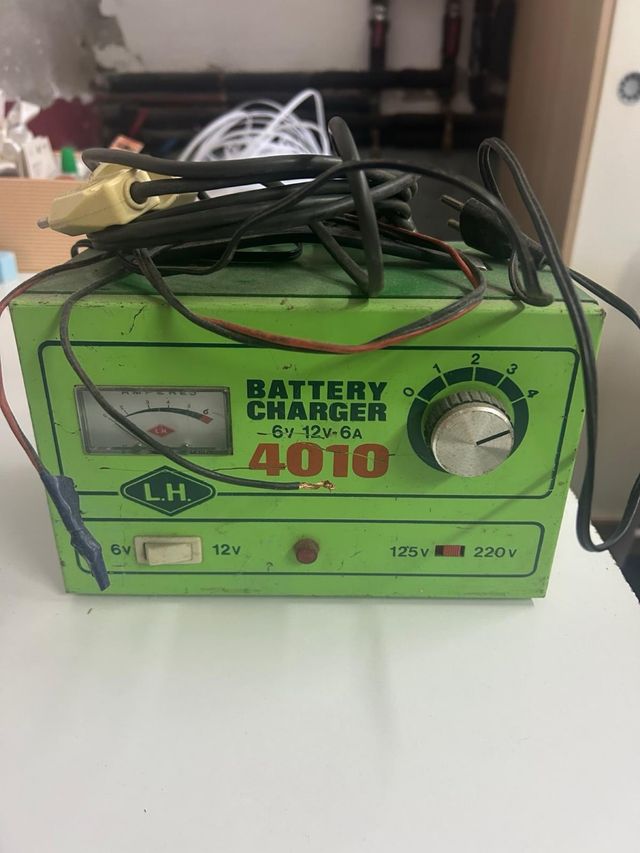 AMPERES
L.H.
BATTERY
CHARGER
6V-12V-6A
4010
0 1 2 3 4
L.H.
6V 12V
125V 220V